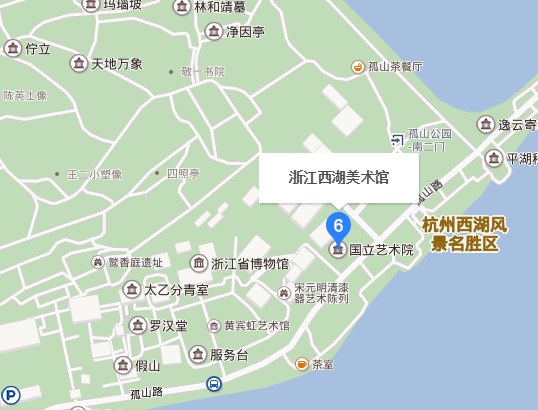 玛瑙坡
林和靖墓
净因亭
伫立
天地万象
敬一书院
孤山茶餐厅
陈英士像
逸云寄
孤山公园
-南二门
平湖秋
王二小塑像
四照亭
浙江西湖美术馆
孤山路
杭州西湖风
景名胜区
6
国立艺术院
鹫香庭遗址
浙江省博物馆
太乙分青室
宋元明清漆
器艺术陈列
罗汉堂
黄宾虹艺术馆
服务台
假山
茶室
孤山路
P